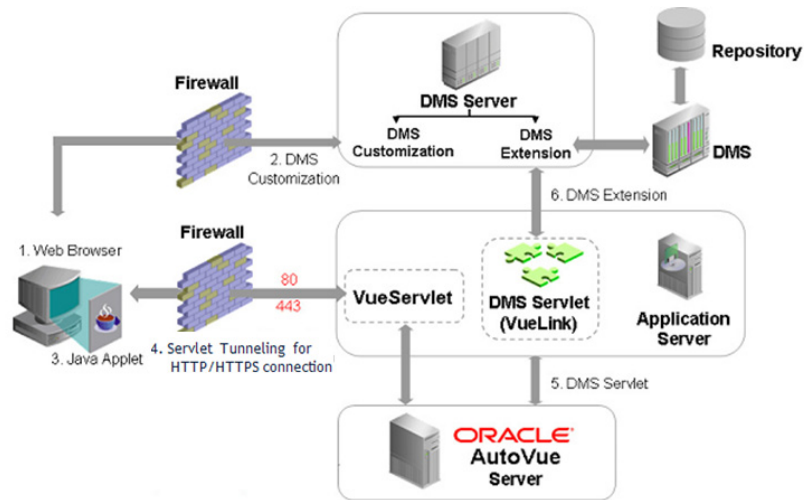 Firewall
DMS Server
DMS
Customization
DMS
Extension
Repository
DMS
2. DMS
Customization
6. DMS Extension
1. Web Browser
Firewall
80
443
VueServlet
DMS Servlet
(VueLink)
Application
Server
3. Java Applet
4. Servlet Tunneling for
HTTP/HTTPS connection
5. DMS Servlet
ORACLE
AutoVue
Server